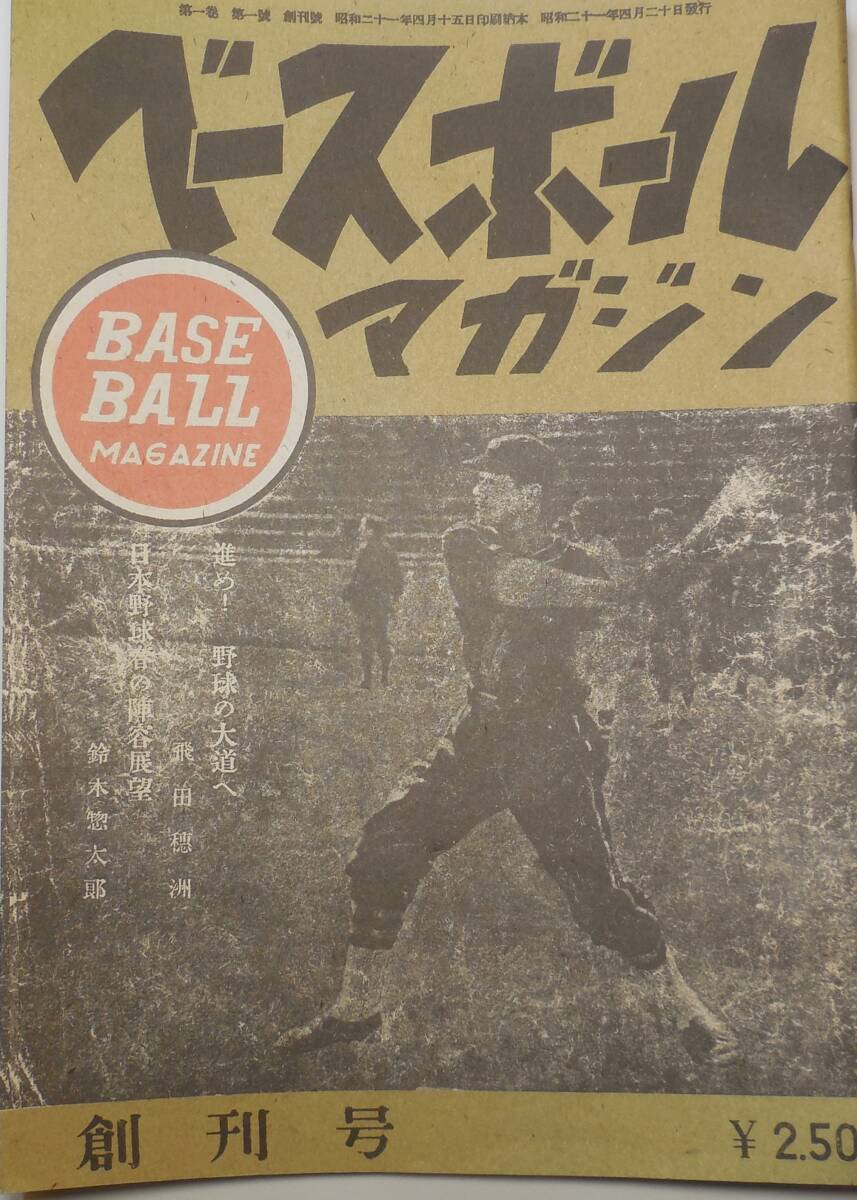 第一巻 第一號 創刊號 昭和二十一年四月十五日印刷納本 昭和二十一年四月二十日發行
ベースボール
マガジン
BASE
BALL
MAGAZINE
進め! 野球の大道へ
飛田穗洲
日本野球者の陣容展望
鈴木惣太郎
創刊号
¥2.50